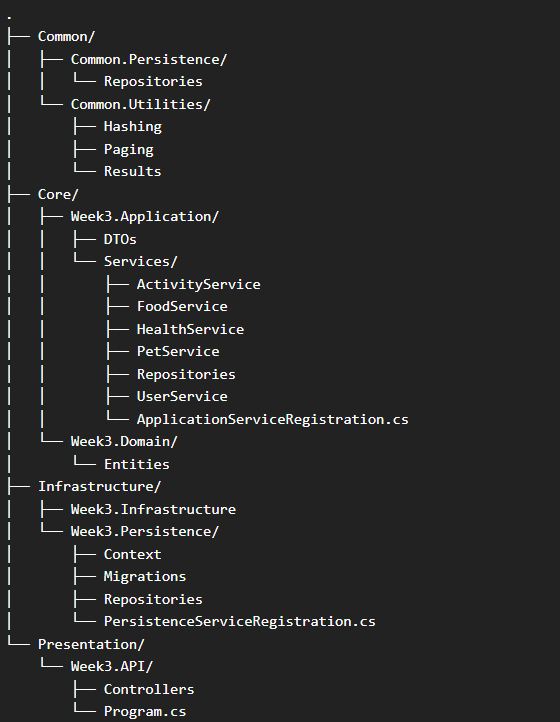 .
├── Common/
│   ├── Common.Persistence/
│   │   └── Repositories
│   └── Common.Utilities/
│       ├── Hashing
│       ├── Paging
│       └── Results
├── Core/
│   ├── Week3.Application/
│   │   ├── DTOs
│   │   └── Services/
│   │       ├── ActivityService
│   │       ├── FoodService
│   │       ├── HealthService
│   │       ├── PetService
│   │       ├── Repositories
│   │       ├── UserService
│   │       └── ApplicationServiceRegistration.cs
│   └── Week3.Domain/
│       └── Entities
├── Infrastructure/
│   ├── Week3.Infrastructure
│   └── Week3.Persistence/
│       ├── Context
│       ├── Migrations
│       ├── Repositories
│       └── PersistenceServiceRegistration.cs
└── Presentation/
    └── Week3.API/
        ├── Controllers
        └── Program.cs